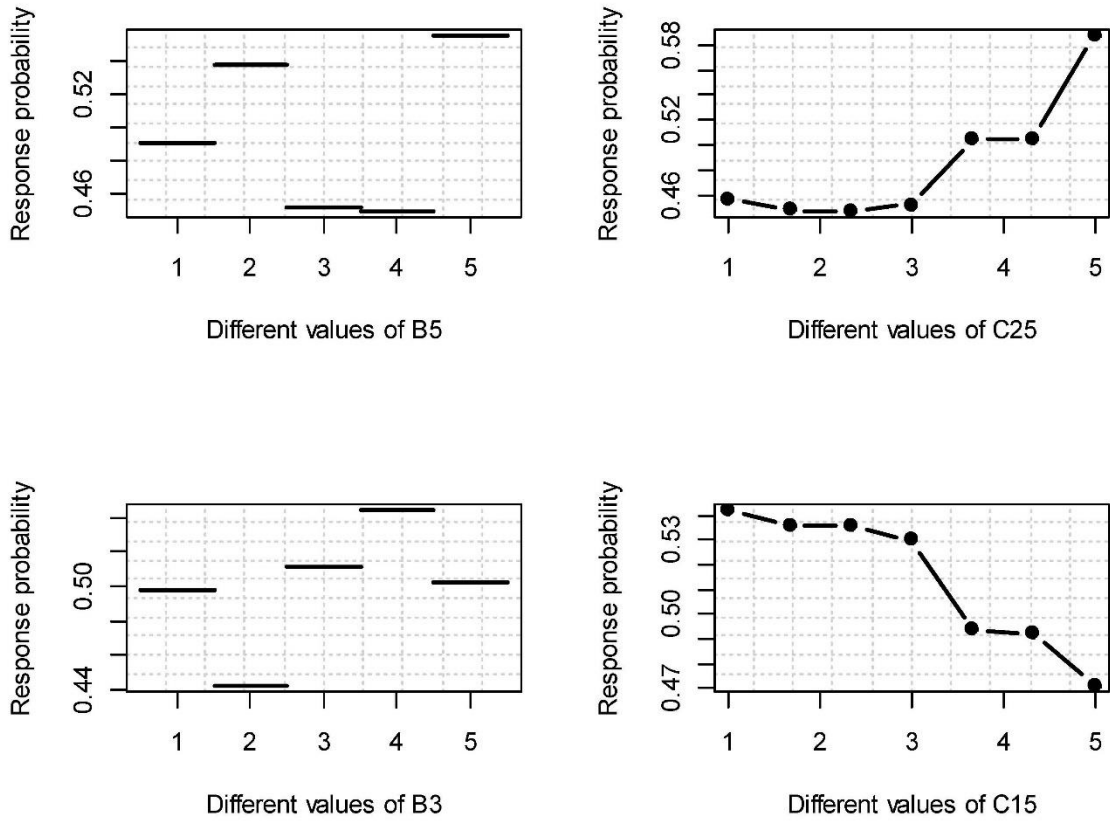 Response probability
0.52
0.46
1 2 3 4 5
Different values of B5
Response probability
0.58
0.52
0.46
1 2 3 4 5
Different values of C25
Response probability
0.50
0.44
1 2 3 4 5
Different values of B3
Response probability
0.53
0.50
0.47
1 2 3 4 5
Different values of C15